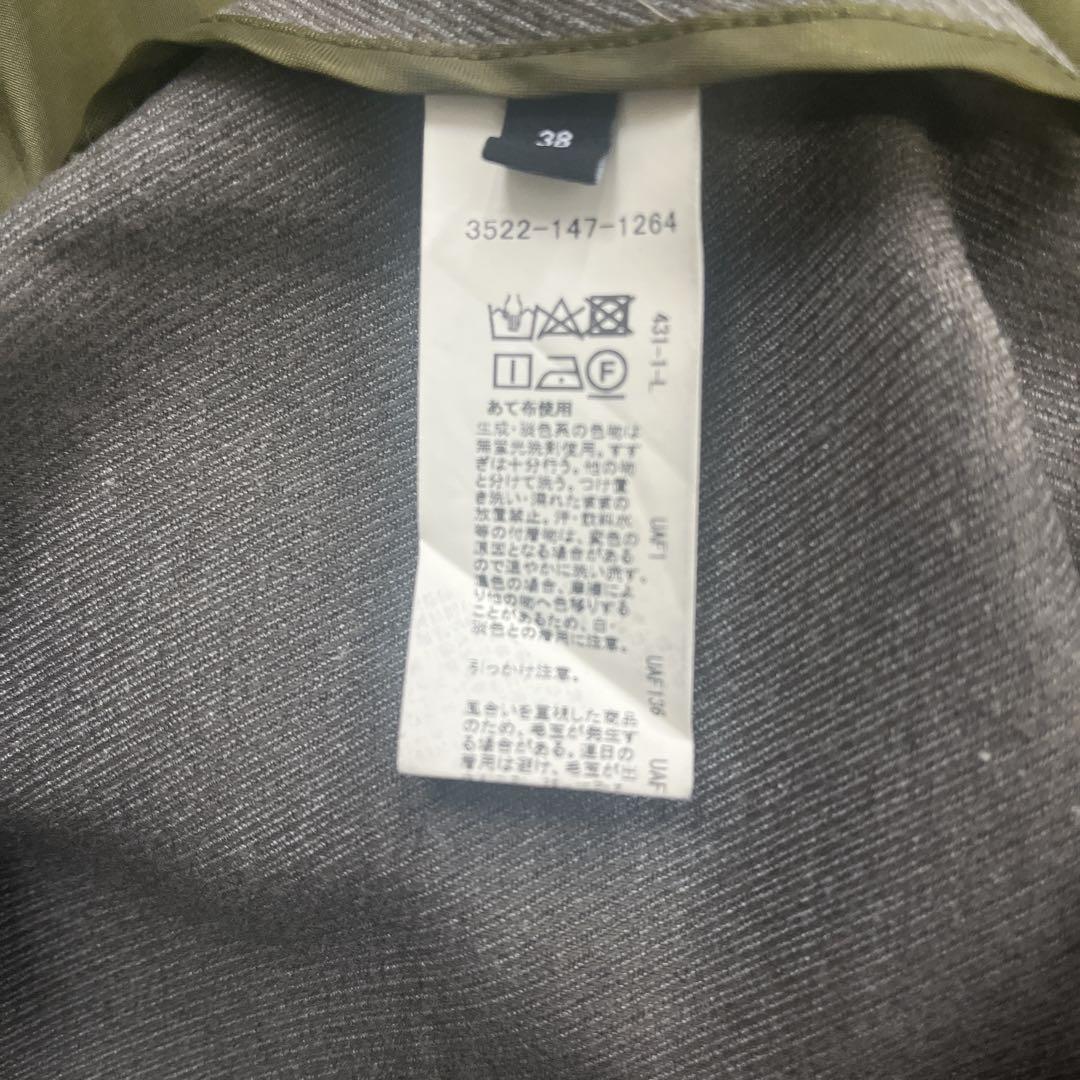 38
3522-147-1264
F
あて布使用
生成・淡色系の色物は
無蛍光洗剤使用。すす
ぎは十分行う。他の物
と分けて洗う。つけ置
き洗い・濡れたままの
放置禁止。汗・飲料水
等の付着物は、変色の
原因となる場合がある
ので速やかに洗い流す。
濃色の場合、摩擦によ
り他の物へ色移りする
ことがあるため、白・
淡色との着用に注意。
引っかけ注意。
風合いを重視した商品
のため、毛玉が発生す
る場合がある。連日の
着用は避け、毛玉が出
431-1-L
UAF1
UAF136
UAF